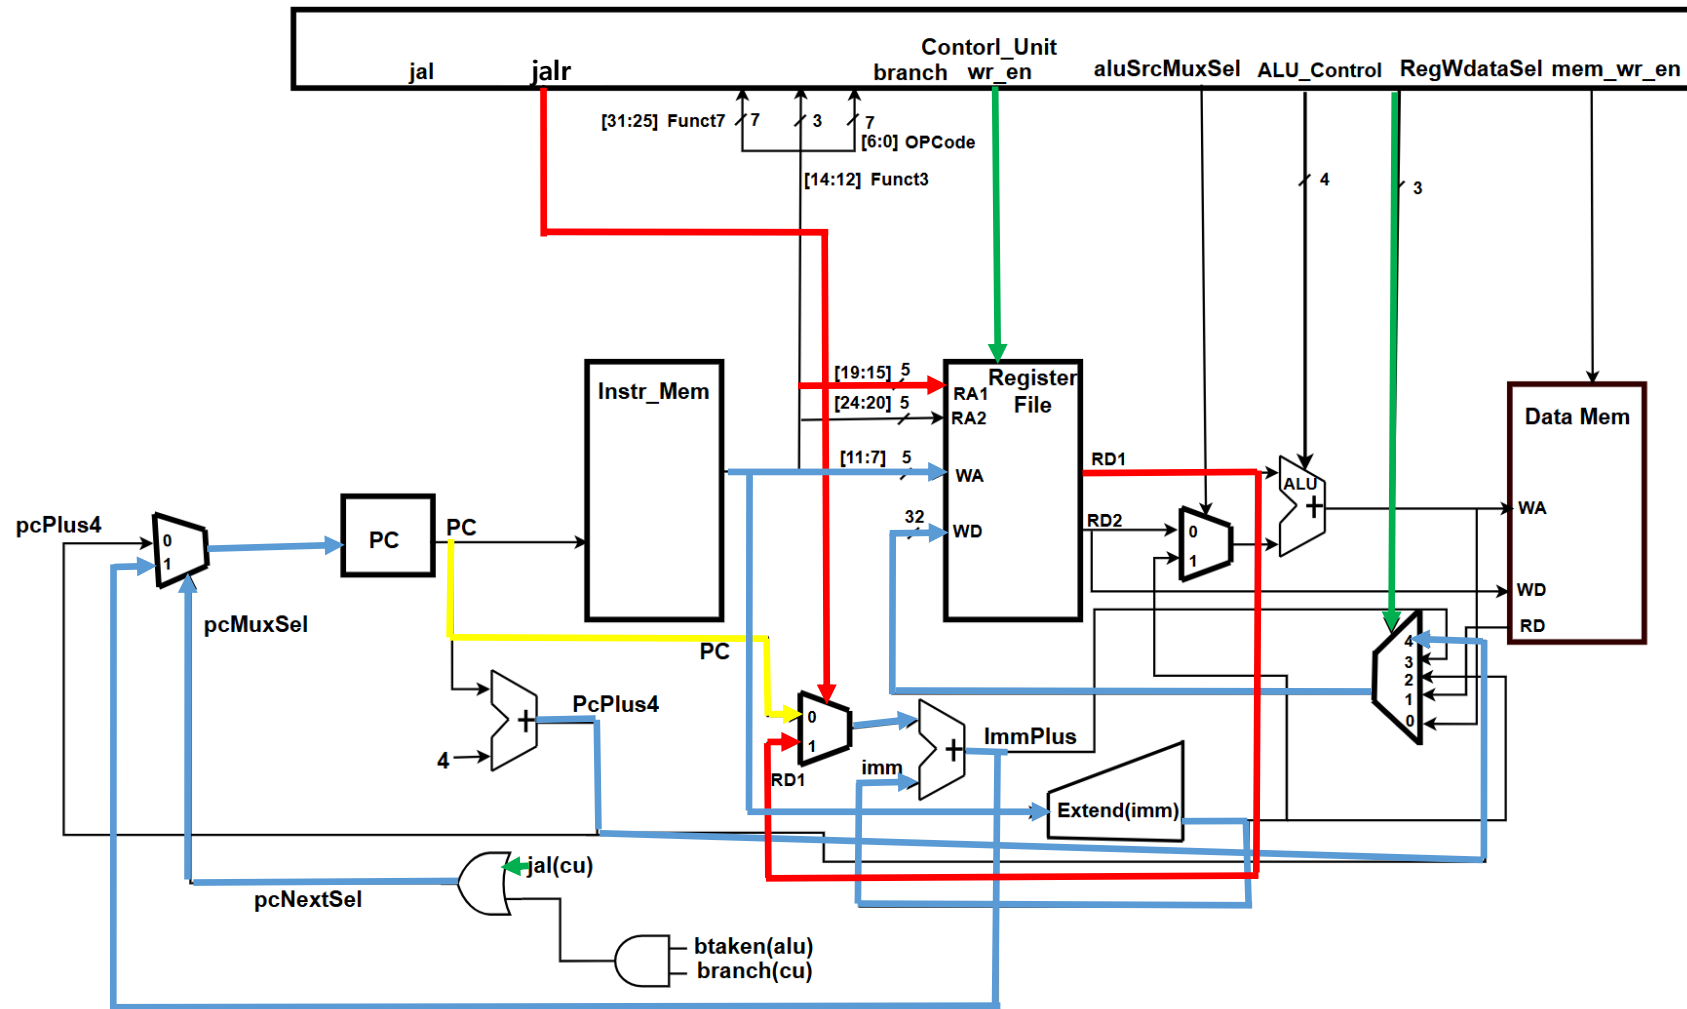 Contorl_Unit
jal
jalr
branch
wr_en
aluSrcMuxSel
ALU_Control
RegWdataSel
mem_wr_en
[31:25] Funct7
7
3
7
[6:0] OPCode
[14:12] Funct3
4
3
Instr_Mem
[19:15]
5
[24:20]
5
[11:7]
5
32
Register
File
RA1
RA2
WA
WD
RD1
RD2
0
1
ALU
+
Data Mem
WA
WD
RD
pcPlus4
0
1
PC
PC
pcMuxSel
PC
PcPlus4
+
4
0
1
RD1
imm
+
ImmPlus
Extend(imm)
4
3
2
1
0
jal(cu)
pcNextSel
btaken(alu)
branch(cu)